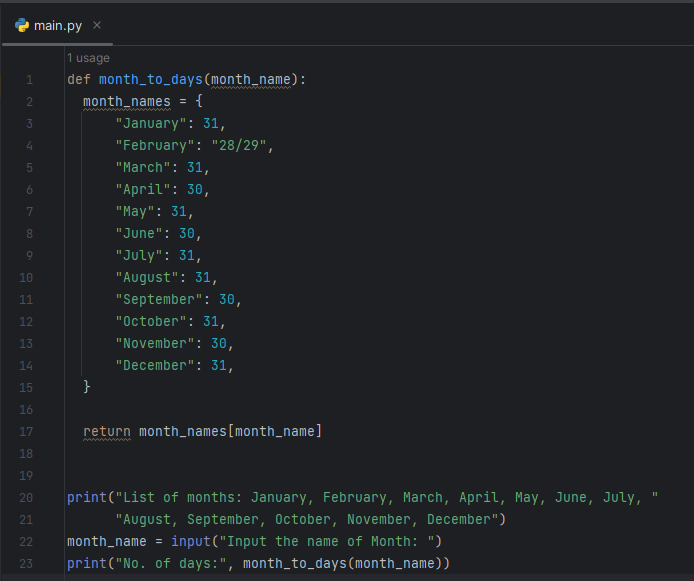 main.py
1 usage
1 def month_to_days(month_name):
2   month_names = {
3       "January": 31,
4       "February": "28/29",
5       "March": 31,
6       "April": 30,
7       "May": 31,
8       "June": 30,
9       "July": 31,
10       "August": 31,
11       "September": 30,
12       "October": 31,
13       "November": 30,
14       "December": 31,
15   }
16
17   return month_names[month_name]
18
19
20 print("List of months: January, February, March, April, May, June, July, "
21       "August, September, October, November, December")
22 month_name = input("Input the name of Month: ")
23 print("No. of days:", month_to_days(month_name))